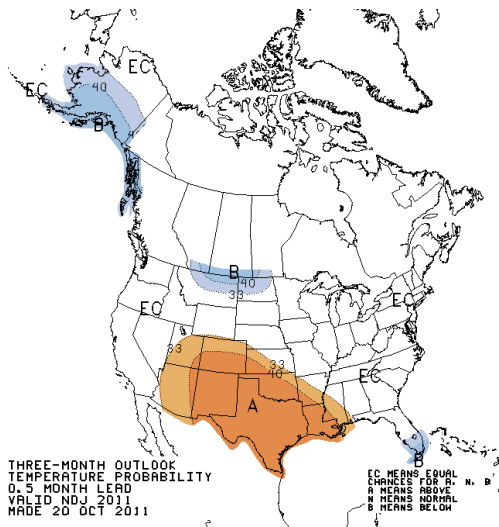 EC
40
EC
B
B
40
33
EC
EC
33
33
40
EC
A
B
THREE-MONTH OUTLOOK
TEMPERATURE PROBABILITY
0.5 MONTH LEAD
VALID NDJ 2011
MADE 20 OCT 2011
EC MEANS EQUAL
CHANCES FOR A, N, B
A MEANS ABOVE
N MEANS NORMAL
B MEANS BELOW